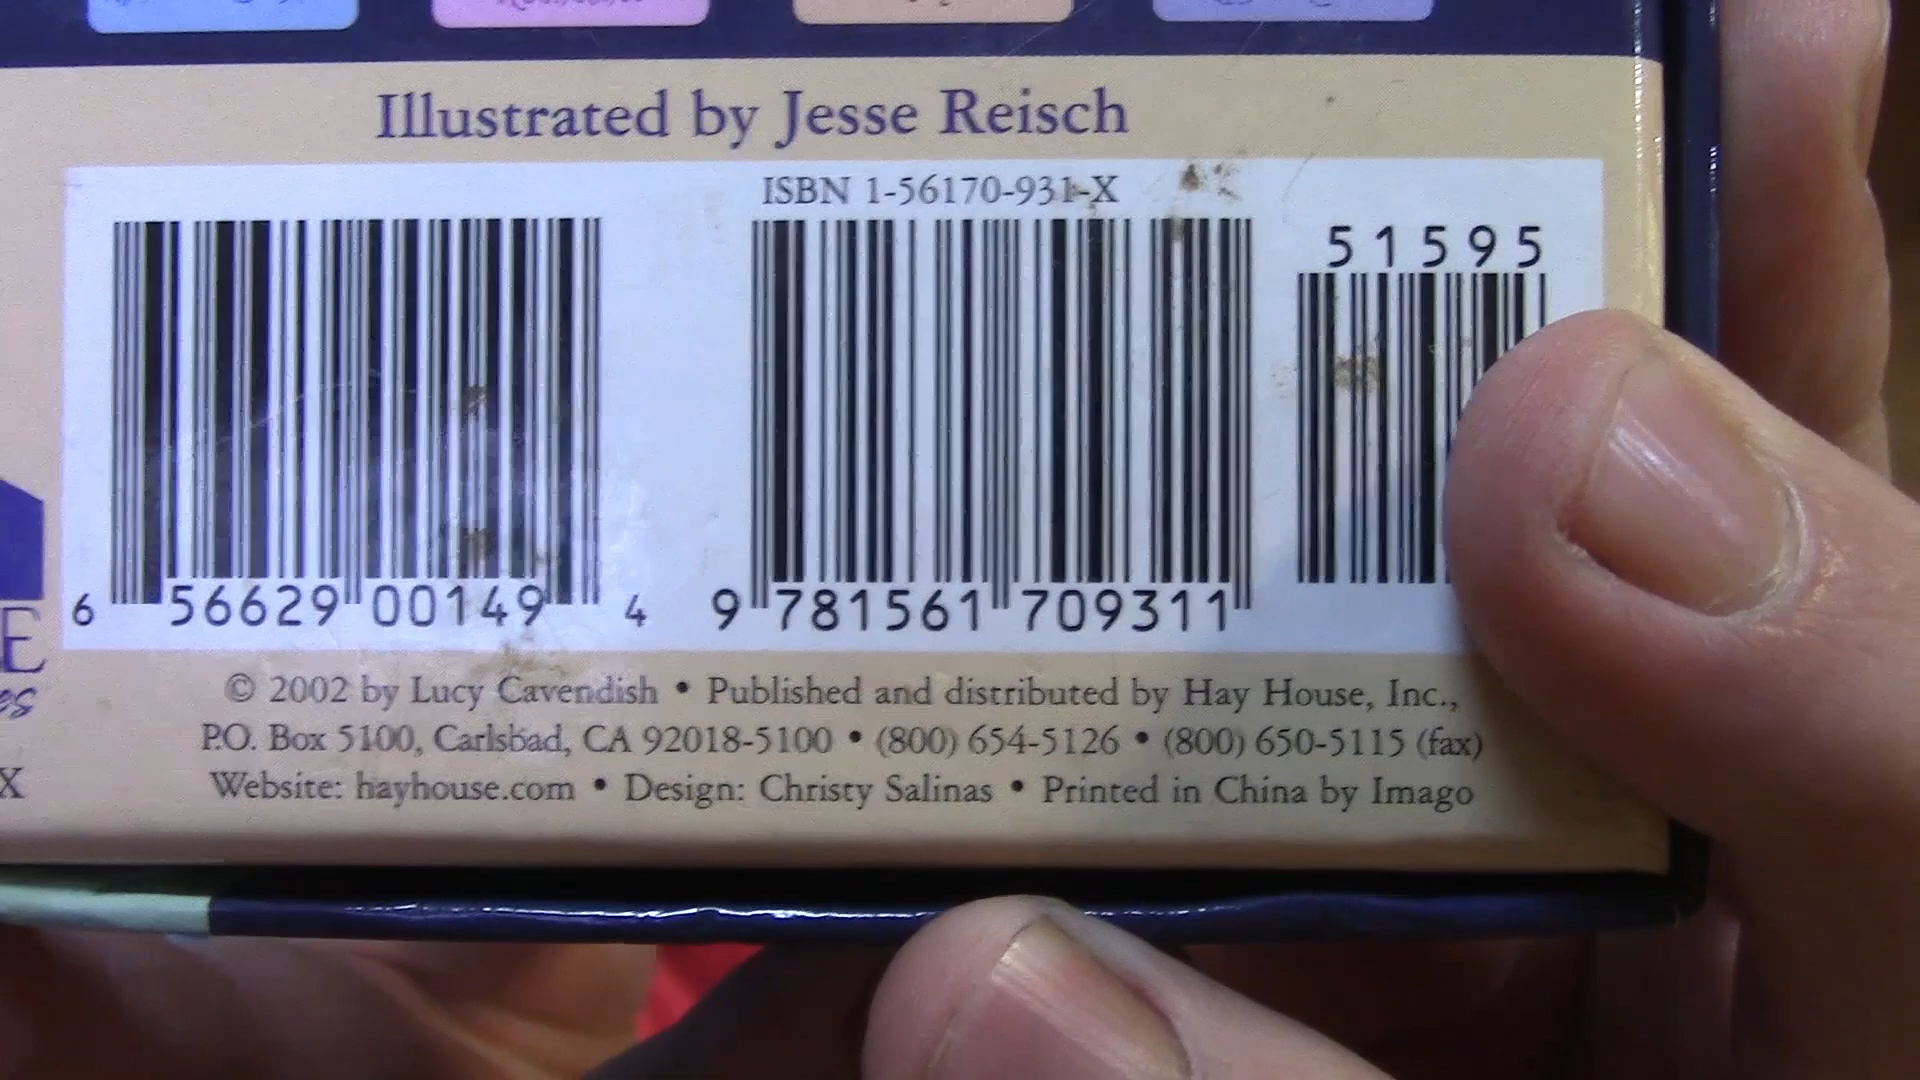 Illustrated by Jesse Reisch
ISBN 1-56170-931-X
51595
6 56629 00149 4
9 781561 709311
E
es
© 2002 by Lucy Cavendish • Published and distributed by Hay House, Inc.,
P.O. Box 5100, Carlsbad, CA 92018-5100 • (800) 654-5126 • (800) 650-5115 (fax)
X
Website: hayhouse.com • Design: Christy Salinas • Printed in China by Imago